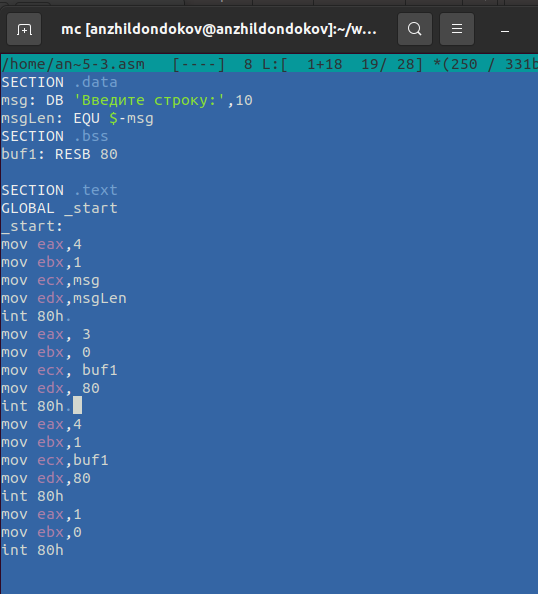 mc [anzhildondokov@anzhildondokov]:~/w...
/home/an~5-3.asm [----] 8 L:[ 1+18 19/ 28] *(250 / 331b
SECTION .data
msg: DB 'Введите строку:',10
msgLen: EQU $-msg
SECTION .bss
buf1: RESB 80
SECTION .text
GLOBAL _start
_start:
mov eax,4
mov ebx,1
mov ecx,msg
mov edx,msgLen
int 80h.
mov eax, 3
mov ebx, 0
mov ecx, buf1
mov edx, 80
int 80h.
mov eax,4
mov ebx,1
mov ecx,buf1
mov edx,80
int 80h
mov eax,1
mov ebx,0
int 80h